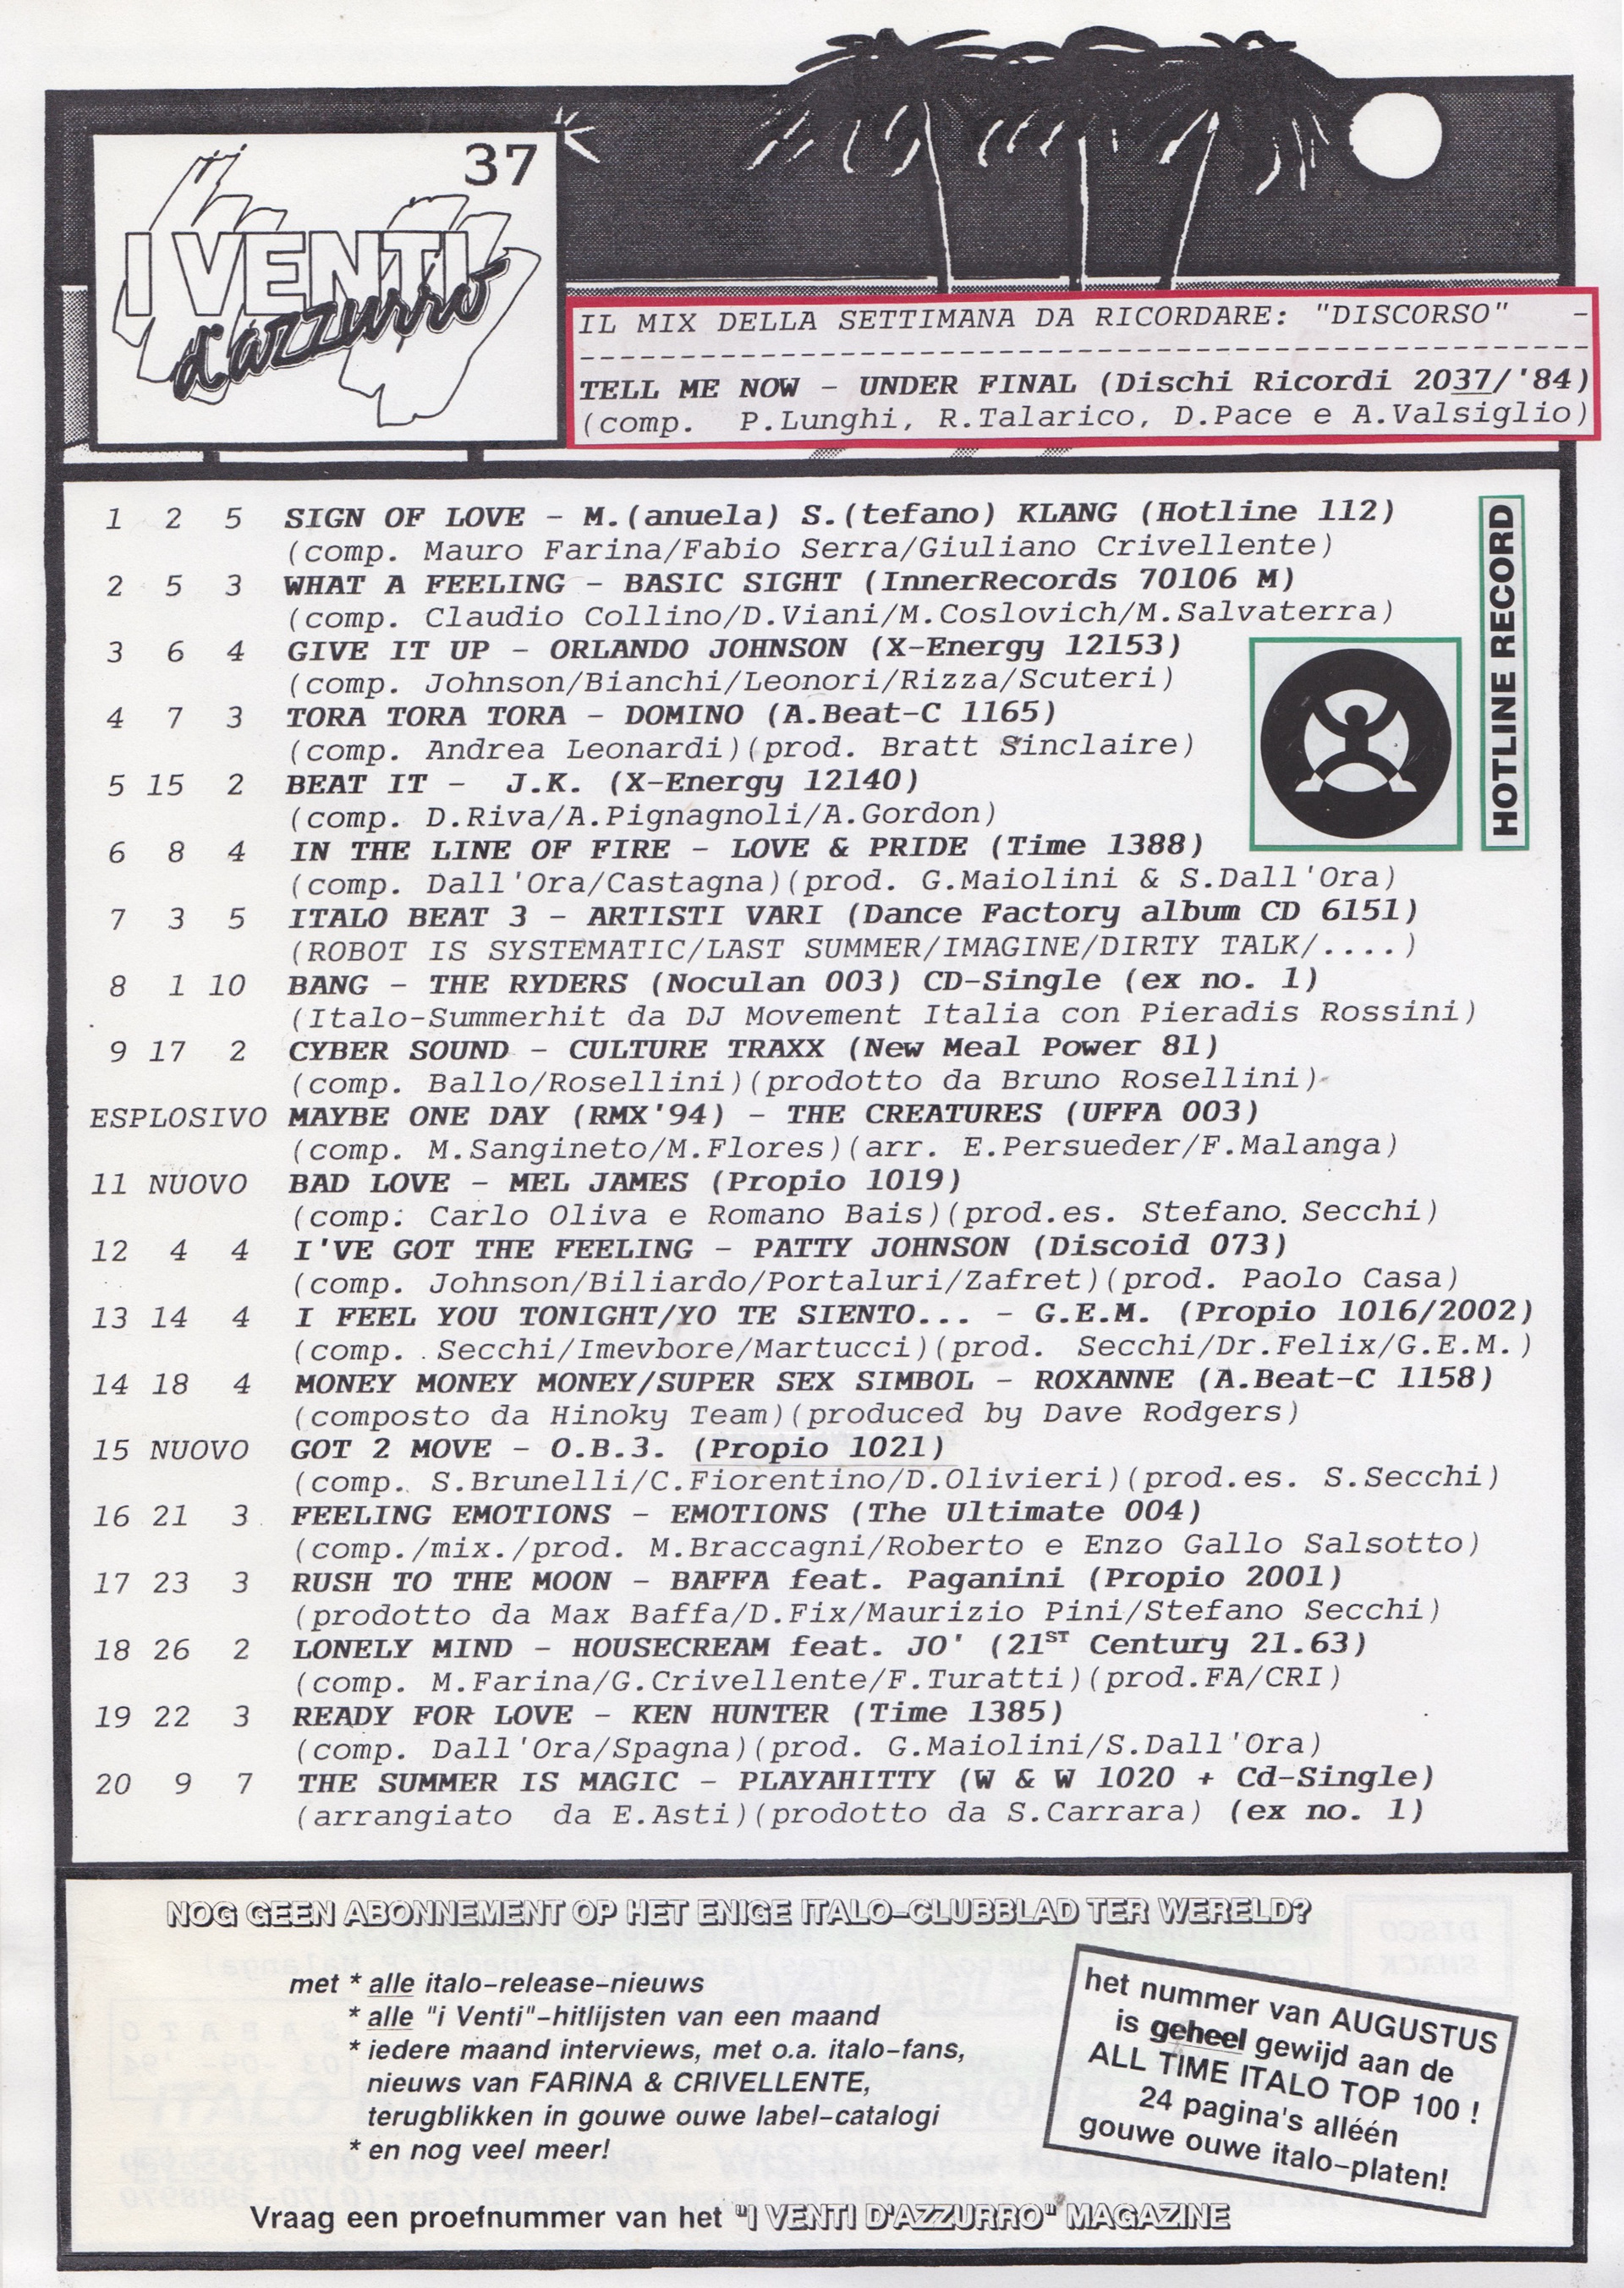 37
I VENTI
d'azzurro
IL MIX DELLA SETTIMANA DA RICORDARE: "DISCORSO" -
TELL ME NOW - UNDER FINAL (Dischi Ricordi 2037/'84)
(comp. P.Lunghi, R.Talarico, D.Pace e A.Valsiglio)
HOTLINE RECORD
1 2 5 SIGN OF LOVE - M.(anuela) S.(tefano) KLANG (Hotline 112)
(comp. Mauro Farina/Fabio Serra/Giuliano Crivellente)
2 5 3 WHAT A FEELING - BASIC SIGHT (InnerRecords 70106 M)
(comp. Claudio Collino/D.Viani/M.Coslovich/M.Salvaterra)
3 6 4 GIVE IT UP - ORLANDO JOHNSON (X-Energy 12153)
(comp. Johnson/Bianchi/Leonori/Rizza/Scuteri)
4 7 3 TORA TORA TORA - DOMINO (A.Beat-C 1165)
(comp. Andrea Leonardi)(prod. Bratt Sinclaire)
5 15 2 BEAT IT - J.K. (X-Energy 12140)
(comp. D.Riva/A.Pignagnoli/A.Gordon)
6 8 4 IN THE LINE OF FIRE - LOVE & PRIDE (Time 1388)
(comp. Dall'Ora/Castagna)(prod. G.Maiolini & S.Dall'Ora)
7 3 5 ITALO BEAT 3 - ARTISTI VARI (Dance Factory album CD 6151)
(ROBOT IS SYSTEMATIC/LAST SUMMER/IMAGINE/DIRTY TALK/....)
8 1 10 BANG - THE RYDERS (Noculan 003) CD-Single (ex no. 1)
(Italo-Summerhit da DJ Movement Italia con Pieradis Rossini)
9 17 2 CYBER SOUND - CULTURE TRAXX (New Meal Power 81)
(comp. Ballo/Rosellini)(prodotto da Bruno Rosellini)
ESPLOSIVO MAYBE ONE DAY (RMX'94) - THE CREATURES (UFFA 003)
(comp. M.Sangineto/M.Flores)(arr. E.Persueder/F.Malanga)
11 NUOVO BAD LOVE - MEL JAMES (Propio 1019)
(comp. Carlo Oliva e Romano Bais)(prod.es. Stefano Secchi)
12 4 4 I'VE GOT THE FEELING - PATTY JOHNSON (Discoid 073)
(comp. Johnson/Biliardo/Portaluri/Zafret)(prod. Paolo Casa)
13 14 4 I FEEL YOU TONIGHT/YO TE SIENTO... - G.E.M. (Propio 1016/2002)
(comp. Secchi/Imevbore/Martucci)(prod. Secchi/Dr.Felix/G.E.M.)
14 18 4 MONEY MONEY MONEY/SUPER SEX SIMBOL - ROXANNE (A.Beat-C 1158)
(composto da Hinoky Team)(produced by Dave Rodgers)
15 NUOVO GOT 2 MOVE - O.B.3. (Propio 1021)
(comp. S.Brunelli/C.Fiorentino/D.Olivieri)(prod.es. S.Secchi)
16 21 3 FEELING EMOTIONS - EMOTIONS (The Ultimate 004)
(comp./mix./prod. M.Braccagni/Roberto e Enzo Gallo Salsotto)
17 23 3 RUSH TO THE MOON - BAFFA feat. Paganini (Propio 2001)
(prodotto da Max Baffa/D.Fix/Maurizio Pini/Stefano Secchi)
18 26 2 LONELY MIND - HOUSECREAM feat. JO' (21ST Century 21.63)
(comp. M.Farina/G.Crivellente/F.Turatti)(prod.FA/CRI)
19 22 3 READY FOR LOVE - KEN HUNTER (Time 1385)
(comp. Dall'Ora/Spagna)(prod. G.Maiolini/S.Dall'Ora)
20 9 7 THE SUMMER IS MAGIC - PLAYAHITTY (W & W 1020 + Cd-Single)
(arrangiato da E.Asti)(prodotto da S.Carrara) (ex no. 1)
NOG GEEN ABONNEMENT OP HET ENIGE ITALO-CLUBBLAD TER WERELD?
met * alle italo-release-nieuws
* alle "i Venti"-hitlijsten van een maand
* iedere maand interviews, met o.a. italo-fans,
nieuws van FARINA & CRIVELLENTE,
terugblikken in gouwe ouwe label-catalogi
* en nog veel meer!
het nummer van AUGUSTUS
is geheel gewijd aan de
ALL TIME ITALO TOP 100 !
24 pagina's alléén
gouwe ouwe italo-platen!
Vraag een proefnummer van het "I VENTI D'AZZURRO" MAGAZINE